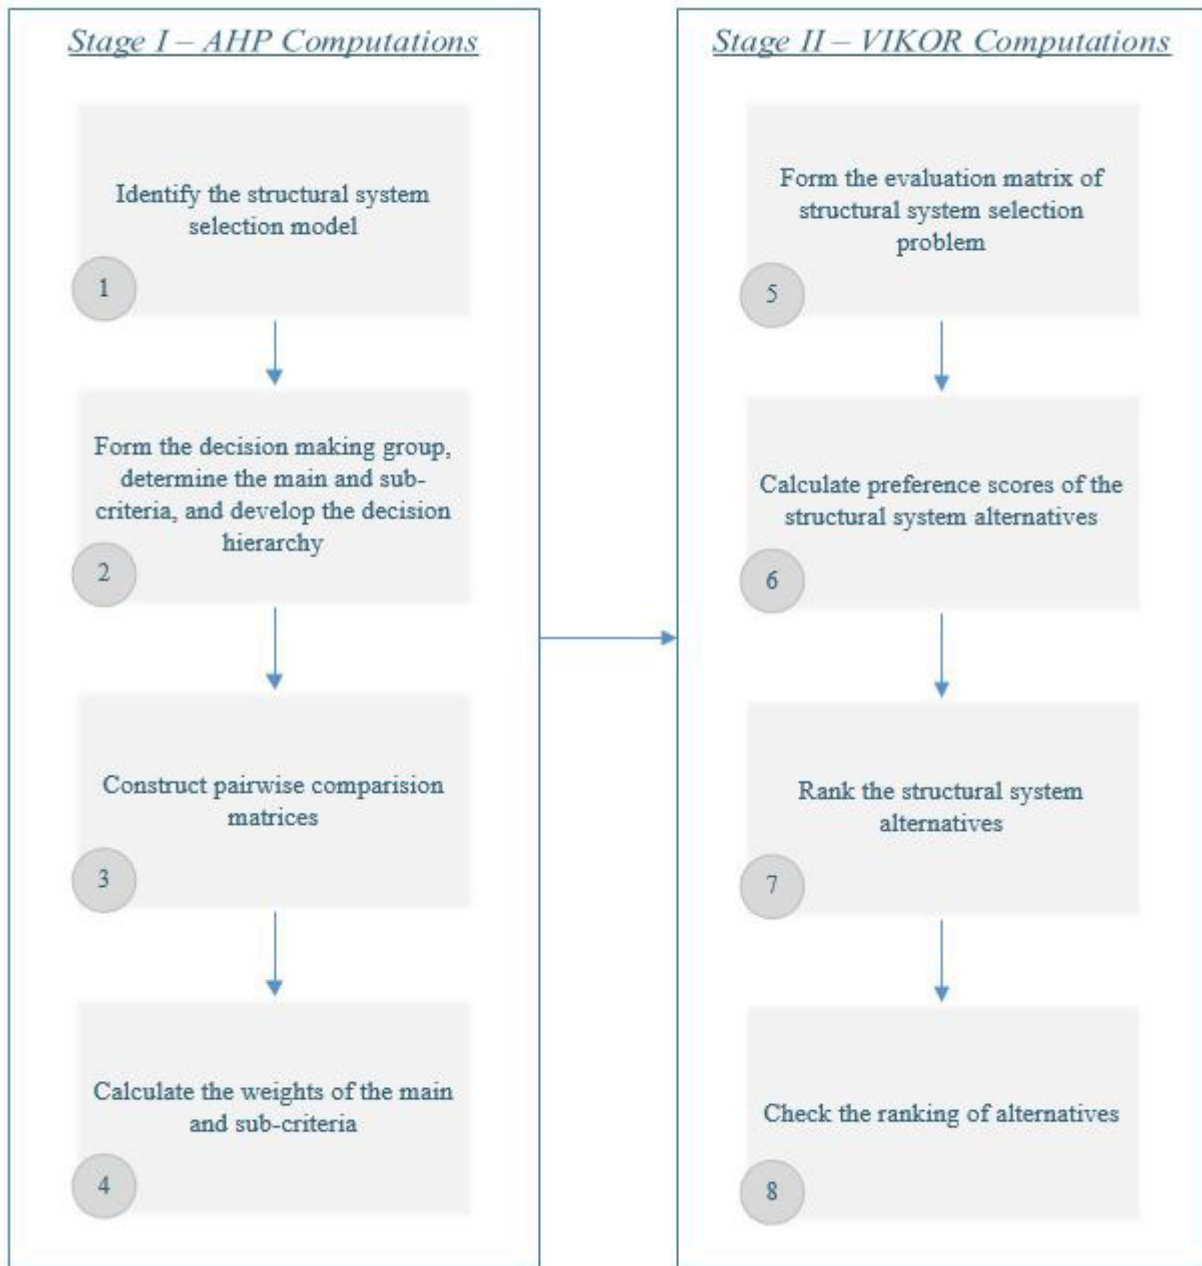 Stage I – AHP Computations
Identify the structural system
selection model
1
Form the decision making group,
determine the main and sub-
criteria, and develop the decision
hierarchy
2
Construct pairwise comparision
matrices
3
Calculate the weights of the main
and sub-criteria
4
Stage II – VIKOR Computations
Form the evaluation matrix of
structural system selection
problem
5
Calculate preference scores of the
structural system alternatives
6
Rank the structural system
alternatives
7
Check the ranking of alternatives
8